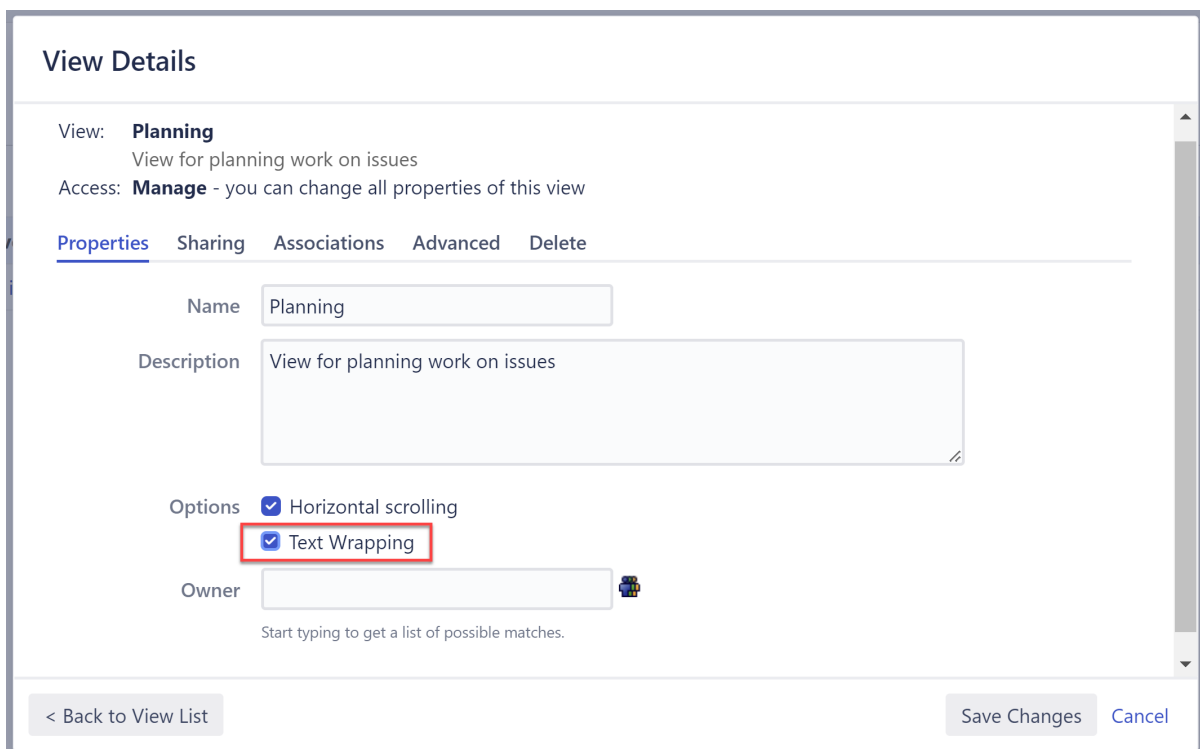 View Details
View: Planning
View for planning work on issues
Access: Manage - you can change all properties of this view
Properties Sharing Associations Advanced Delete
Name Planning
Description View for planning work on issues
Options Horizontal scrolling
Text Wrapping
Owner
Start typing to get a list of possible matches.
< Back to View List Save Changes Cancel